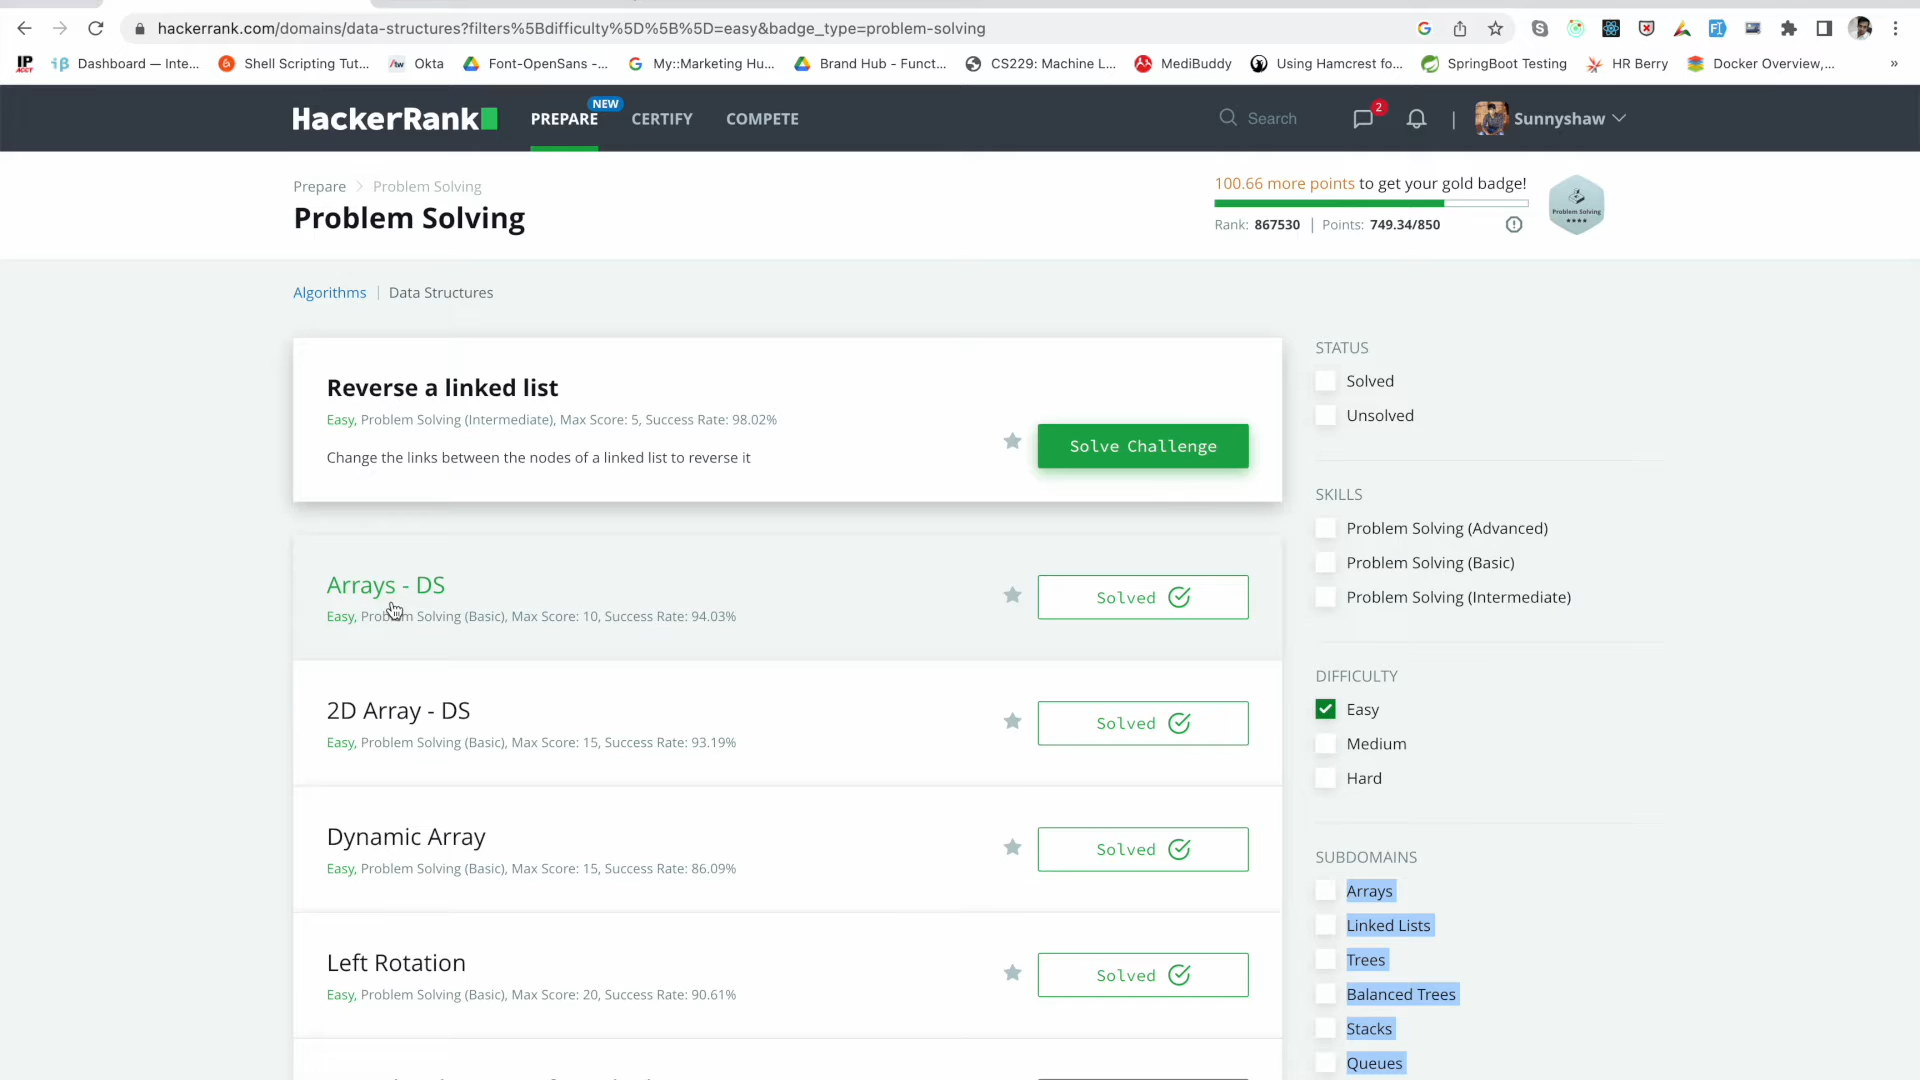 hackerrank.com/domains/data-structures?filters%5Bdifficulty%5D%5B%5D=easy&badge_type=problem-solving
IP ACCT Dashboard — Inte... Shell Scripting Tut... Okta Font-OpenSans -... My::Marketing Hu... Brand Hub - Funct... CS229: Machine L... MediBuddy Using Hamcrest fo... SpringBoot Testing HR Berry Docker Overview,... »
HackerRank PREPARE NEW CERTIFY COMPETE Search 2 | Sunnyshaw
Prepare > Problem Solving
Problem Solving
100.66 more points to get your gold badge!
Rank: 867530 | Points: 749.34/850
Problem Solving
Algorithms | Data Structures
Reverse a linked list
Easy, Problem Solving (Intermediate), Max Score: 5, Success Rate: 98.02%
Change the links between the nodes of a linked list to reverse it
Solve Challenge
Arrays - DS
Easy, Problem Solving (Basic), Max Score: 10, Success Rate: 94.03%
Solved
2D Array - DS
Easy, Problem Solving (Basic), Max Score: 15, Success Rate: 93.19%
Solved
Dynamic Array
Easy, Problem Solving (Basic), Max Score: 15, Success Rate: 86.09%
Solved
Left Rotation
Easy, Problem Solving (Basic), Max Score: 20, Success Rate: 90.61%
Solved
STATUS
Solved
Unsolved
SKILLS
Problem Solving (Advanced)
Problem Solving (Basic)
Problem Solving (Intermediate)
DIFFICULTY
Easy
Medium
Hard
SUBDOMAINS
Arrays
Linked Lists
Trees
Balanced Trees
Stacks
Queues